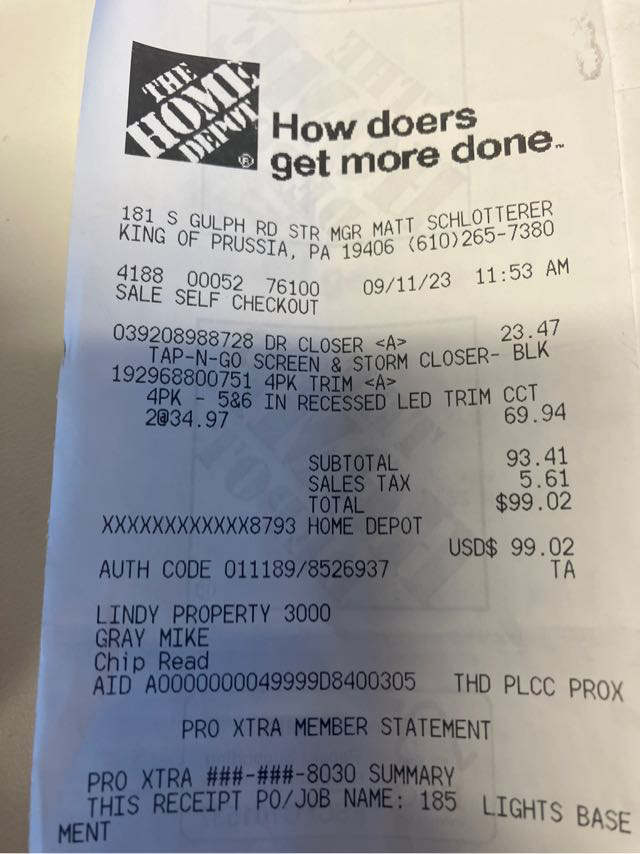 THE
HOME
DEPOT
®
How doers
get more done.™
181 S GULPH RD STR MGR MATT SCHLOTTERER
KING OF PRUSSIA, PA 19406 (610)265-7380
4188 00052 76100 09/11/23 11:53 AM
SALE SELF CHECKOUT
039208988728 DR CLOSER <A> 23.47
TAP-N-GO SCREEN & STORM CLOSER- BLK
192968800751 4PK TRIM <A>
4PK - 5&6 IN RECESSED LED TRIM CCT
2@34.97 69.94
SUBTOTAL 93.41
SALES TAX 5.61
TOTAL $99.02
XXXXXXXXXXXX8793 HOME DEPOT
USD$ 99.02
AUTH CODE 011189/8526937 TA
LINDY PROPERTY 3000
GRAY MIKE
Chip Read
AID A0000000049999D8400305 THD PLCC PROX
PRO XTRA MEMBER STATEMENT
PRO XTRA ###-###-8030 SUMMARY
THIS RECEIPT PO/JOB NAME: 185 LIGHTS BASE
MENT